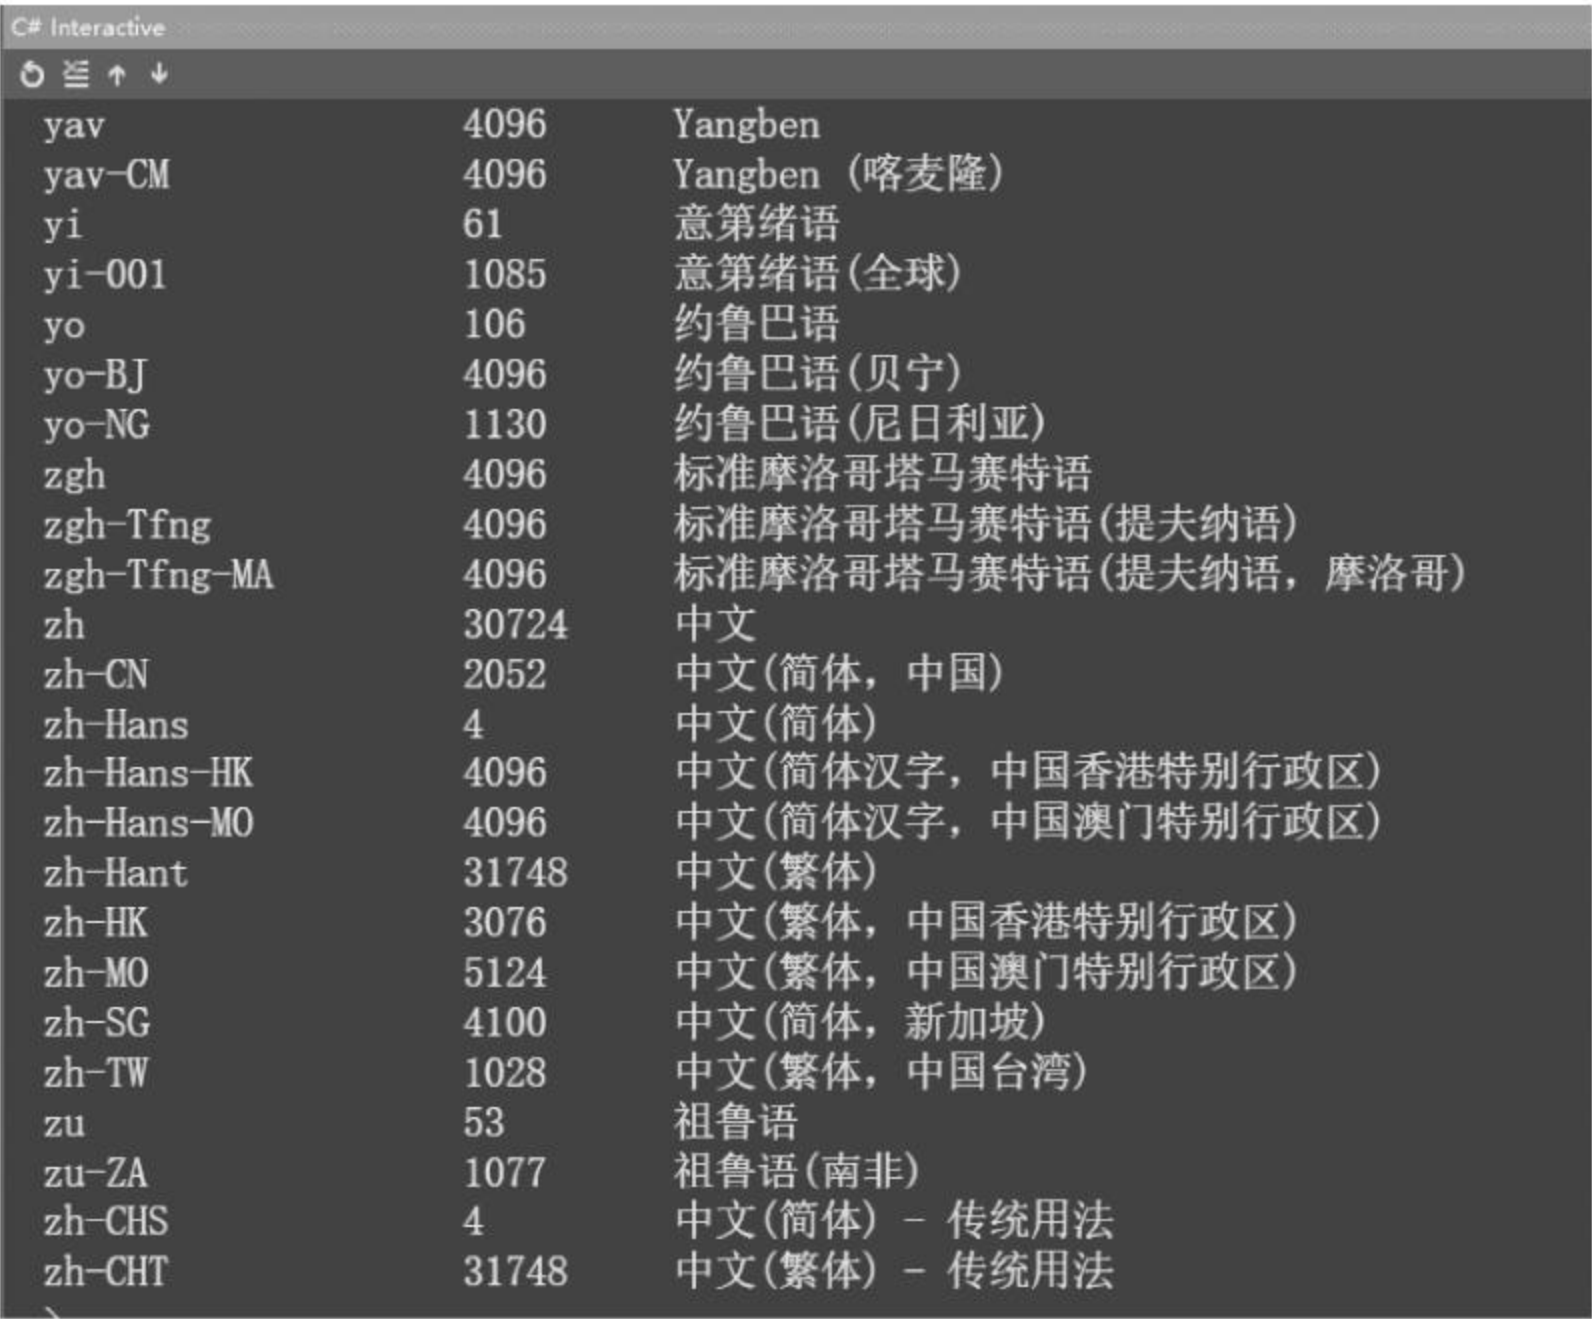 C# Interactive
yav 4096 Yangben
yav-CM 4096 Yangben (喀麦隆)
yi 61 意第绪语
yi-001 1085 意第绪语(全球)
yo 106 约鲁巴语
yo-BJ 4096 约鲁巴语(贝宁)
yo-NG 1130 约鲁巴语(尼日利亚)
zgh 4096 标准摩洛哥塔马赛特语
zgh-Tfng 4096 标准摩洛哥塔马赛特语(提夫纳语)
zgh-Tfng-MA 4096 标准摩洛哥塔马赛特语(提夫纳语, 摩洛哥)
zh 30724 中文
zh-CN 2052 中文(简体, 中国)
zh-Hans 4 中文(简体)
zh-Hans-HK 4096 中文(简体汉字, 中国香港特别行政区)
zh-Hans-MO 4096 中文(简体汉字, 中国澳门特别行政区)
zh-Hant 31748 中文(繁体)
zh-HK 3076 中文(繁体, 中国香港特别行政区)
zh-MO 5124 中文(繁体, 中国澳门特别行政区)
zh-SG 4100 中文(简体, 新加坡)
zh-TW 1028 中文(繁体, 中国台湾)
zu 53 祖鲁语
zu-ZA 1077 祖鲁语(南非)
zh-CHS 4 中文(简体) - 传统用法
zh-CHT 31748 中文(繁体) - 传统用法